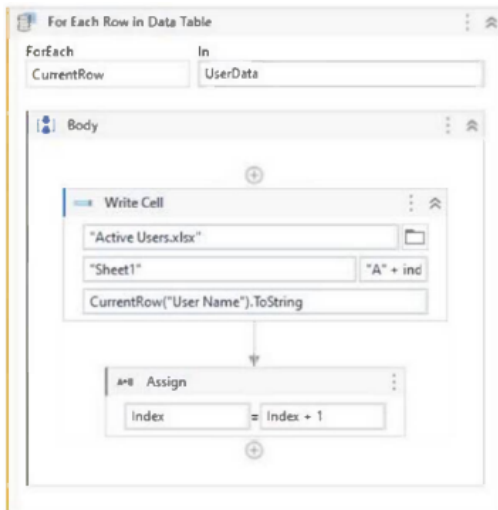 For Each Row in Data Table
ForEach In
CurrentRow UserData
Body
Write Cell
"Active Users.xlsx"
"Sheet1" "A" + ind
CurrentRow("User Name").ToString
A*B Assign
Index = Index + 1